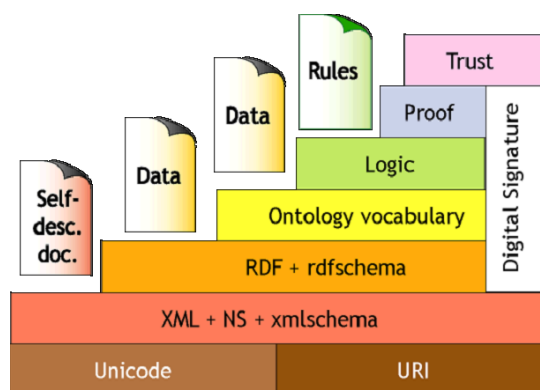 Trust
Rules
Proof
Data
Logic
Digital Signature
Data
Ontology vocabulary
Self-
desc.
doc.
RDF + rdfschema
XML + NS + xmlschema
Unicode
URI